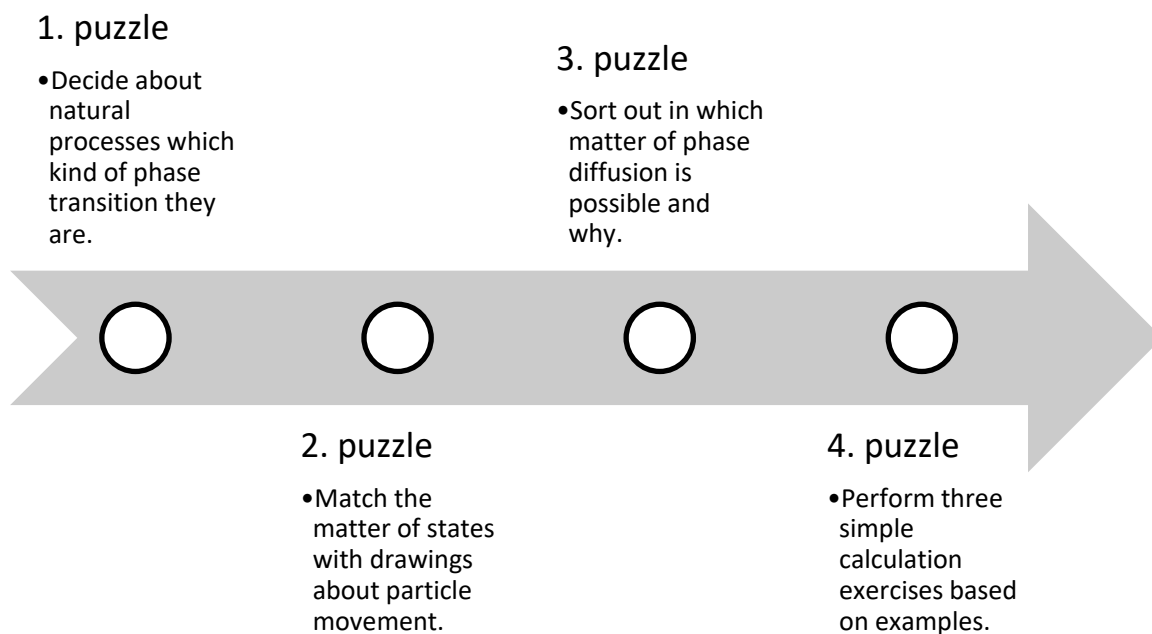 1. puzzle
•Decide about
natural
processes which
kind of phase
transition they
are.
2. puzzle
•Match the
matter of states
with drawings
about particle
movement.
3. puzzle
•Sort out in which
matter of phase
diffusion is
possible and
why.
4. puzzle
•Perform three
simple
calculation
exercises based
on examples.